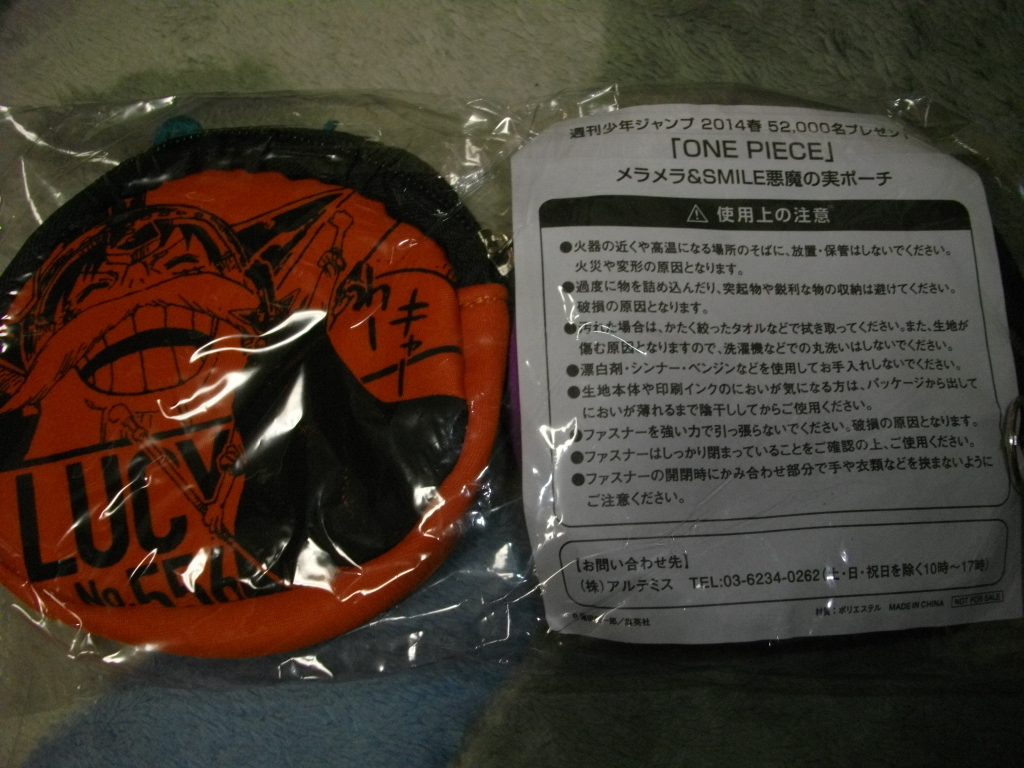 わー
キャー
LUCY
No.556
週刊少年ジャンプ 2014春 52,000名プレゼント
「ONE PIECE」
メラメラ&SMILE悪魔の実ポーチ
⚠ 使用上の注意
●火器の近くや高温になる場所のそばに、放置・保管はしないでください。
火災や変形の原因となります。
●過度に物を詰め込んだり、突起物や鋭利な物の収納は避けてください。
破損の原因となります。
●汚れた場合は、かたく絞ったタオルなどで拭き取ってください。また、生地が
傷む原因となりますので、洗濯機などでの丸洗いはしないでください。
●漂白剤・シンナー・ベンジンなどを使用してお手入れしないでください。
●生地本体や印刷インクのにおいが気になる方は、パッケージから出して
においが薄れるまで陰干ししてからご使用ください。
●ファスナーを強い力で引っ張らないでください。破損の原因となります。
●ファスナーはしっかり閉まっていることをご確認の上、ご使用ください。
●ファスナーの開閉時にかみ合わせ部分で手や衣類などを挟まないように
ご注意ください。
【お問い合わせ先】
(株)アルテミス TEL:03-6234-0262(土・日・祝日を除く10時〜17時)
材質:ポリエステル MADE IN CHINA NOT FOR SALE
一郎/集英社